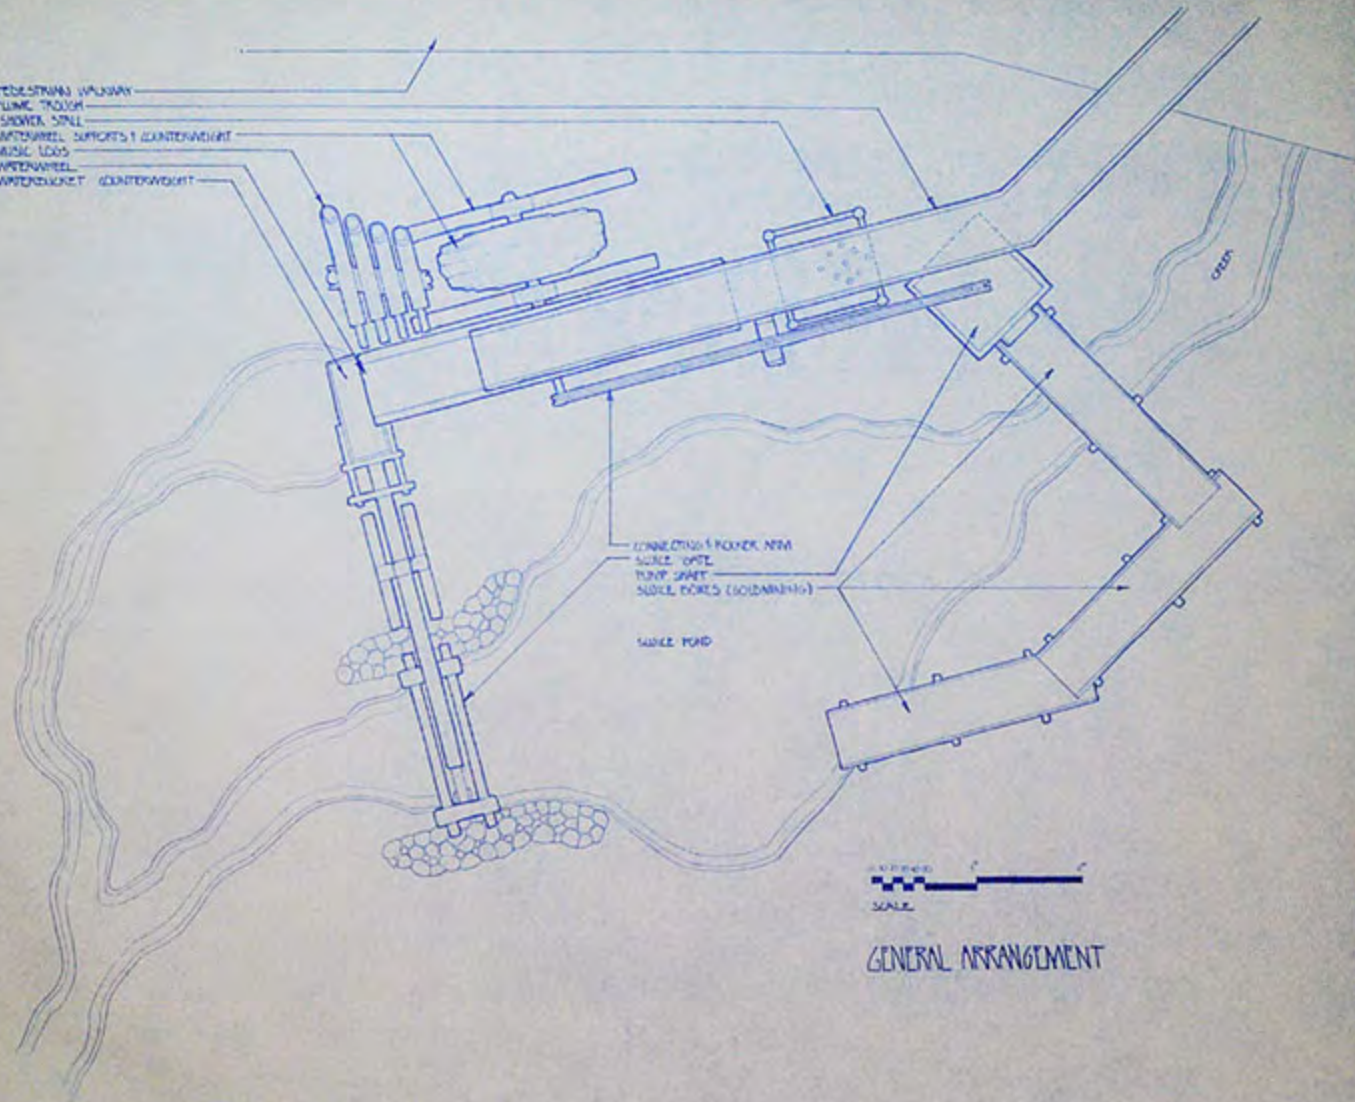 PEDESTRIAN WALKWAY
FLUME TROUGH
SHOWER STALL
WATERWHEEL SUPPORTS & COUNTERWEIGHT
MUSIC LOGS
WATERWHEEL
WATERBUCKET COUNTERWEIGHT
CREEK
CONNECTING & ROCKER ARM
SLUICE GATE
PUMP SHAFT
SLUICE BOXES (GOLDMINING)
SLUICE POND
SCALE
GENERAL ARRANGEMENT